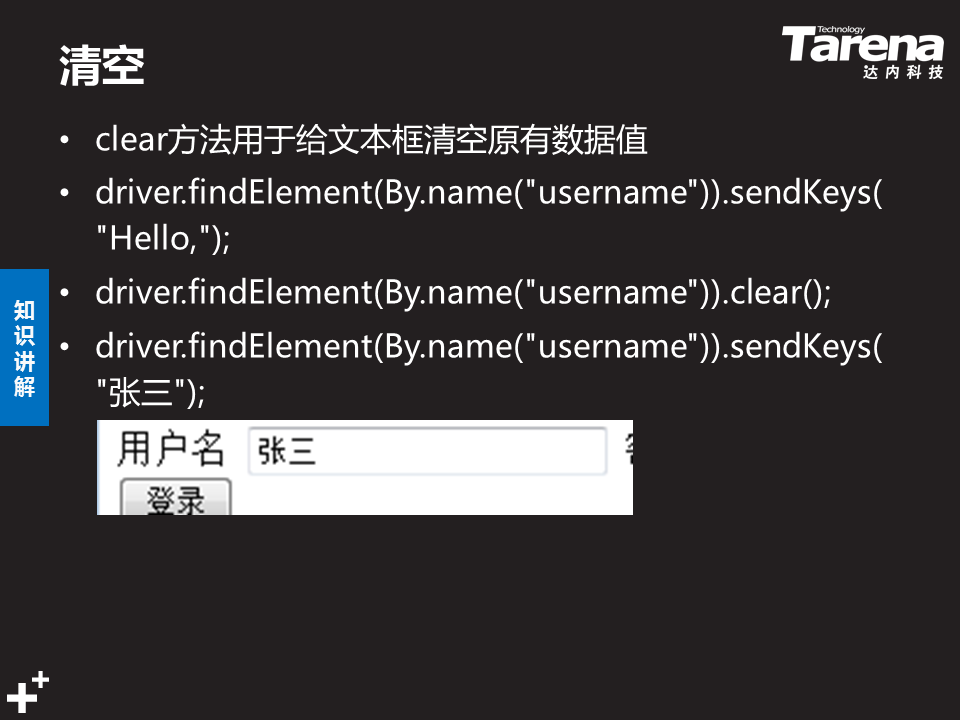 清空
Technology
Tarena
达内科技
• clear方法用于给文本框清空原有数据值
• driver.findElement(By.name("username")).sendKeys(
"Hello,");
• driver.findElement(By.name("username")).clear();
• driver.findElement(By.name("username")).sendKeys(
"张三");
知识讲解
用户名 张三
登录